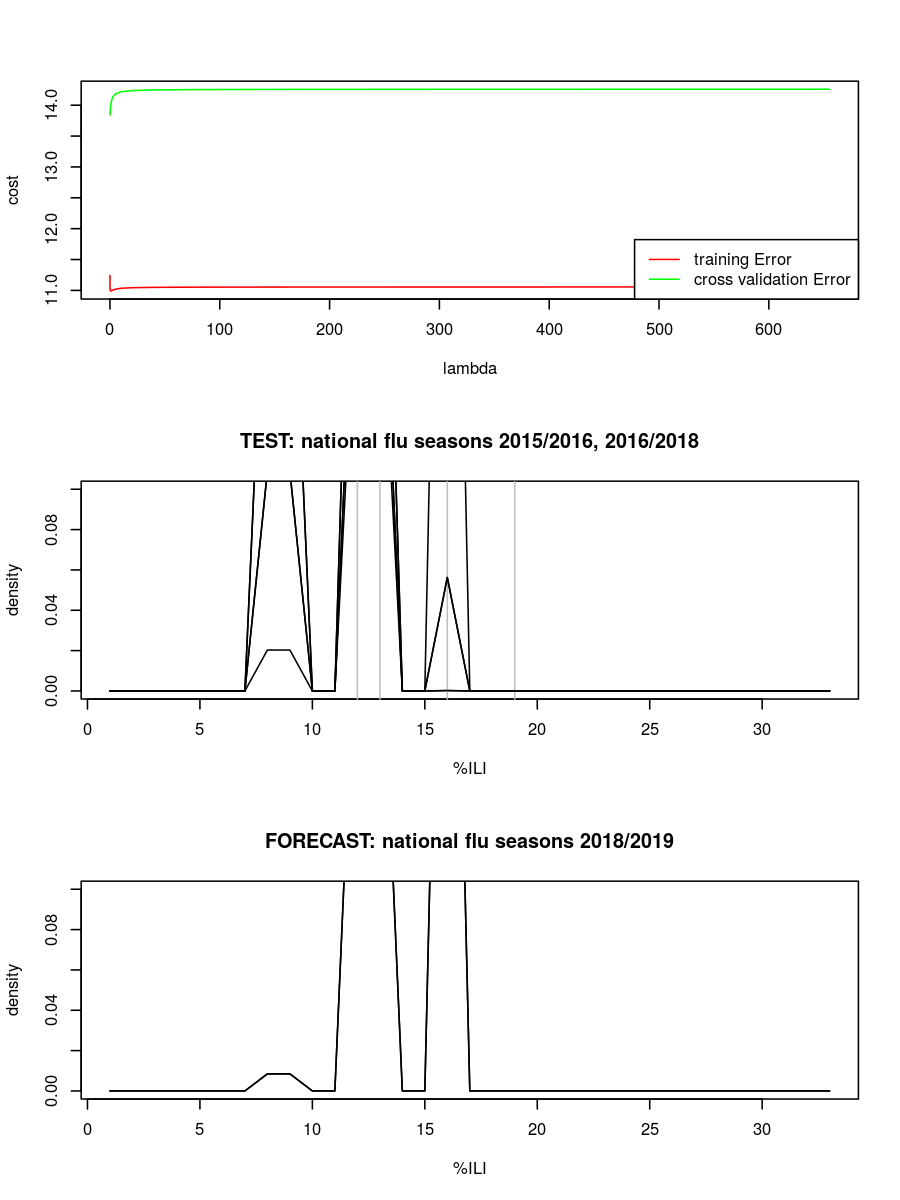 14.0
13.0
12.0
11.0
cost
training Error
cross validation Error
0 100 200 300 400 500 600
lambda
TEST: national flu seasons 2015/2016, 2016/2018
0.08
0.04
0.00
density
0 5 10 15 20 25 30
%ILI
FORECAST: national flu seasons 2018/2019
0.08
0.04
0.00
density
0 5 10 15 20 25 30
%ILI